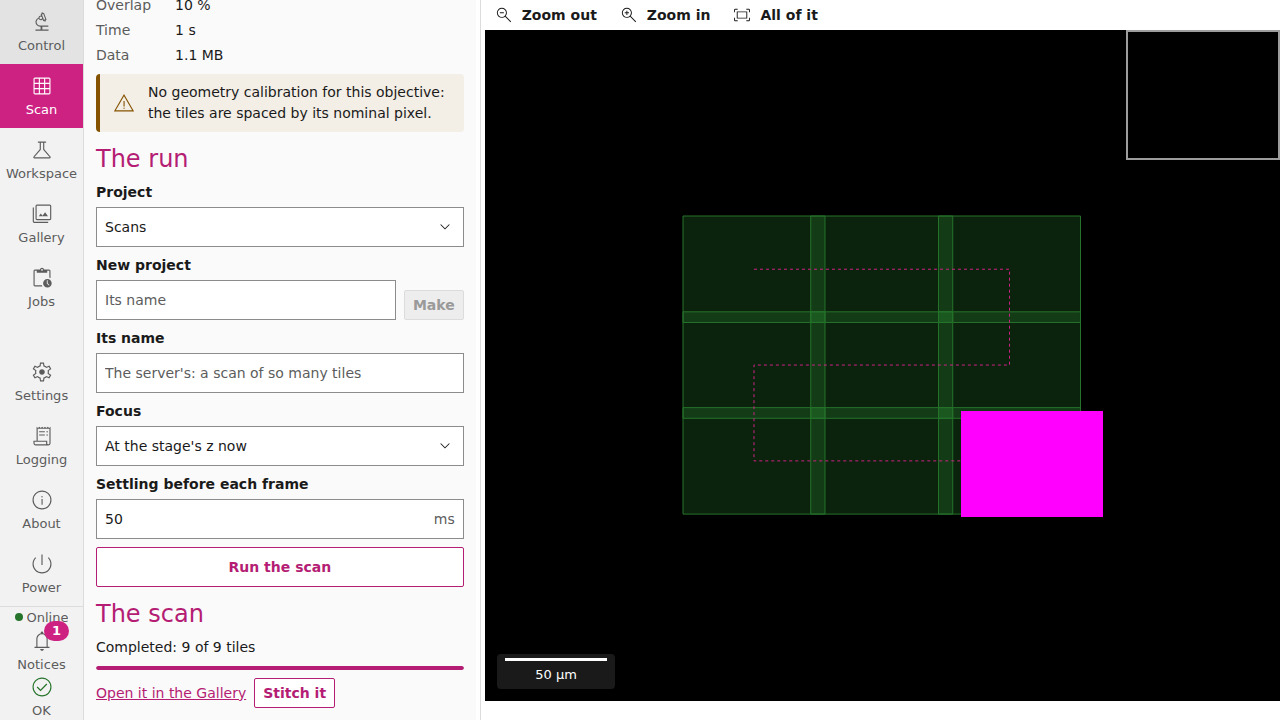 Control
Scan
Workspace
Gallery
Jobs
Settings
Logging
About
Power
Online
1
Notices
OK
Overlap 10 %
Time 1 s
Data 1.1 MB
No geometry calibration for this objective:
the tiles are spaced by its nominal pixel.
The run
Project
Scans
New project
Its name
Make
Its name
The server's: a scan of so many tiles
Focus
At the stage's z now
Settling before each frame
50 ms
Run the scan
The scan
Completed: 9 of 9 tiles
Open it in the Gallery
Stitch it
Zoom out
Zoom in
All of it
50 µm